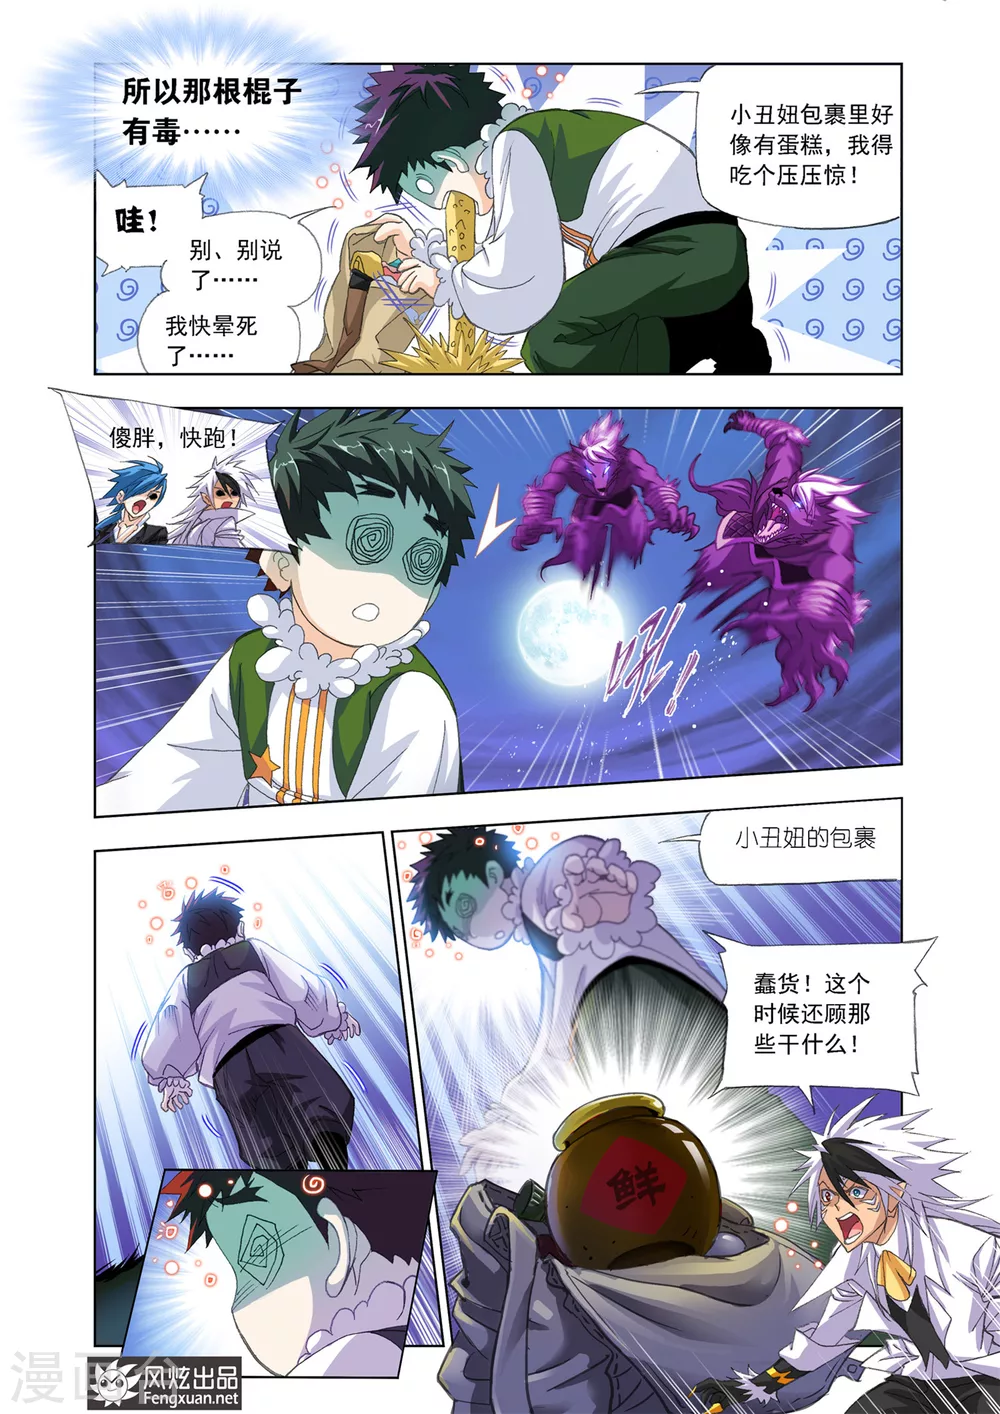 所以那根棍子
有毒……
小丑妞包裹里好
像有蛋糕，我得
吃个压压惊！
哇！
别、别说
了……
我快晕死
了……
傻胖，快跑！
吼！
小丑妞的包裹
蠢货！这个
时候还顾那
些干什么！
鲜
风炫出品
Fengxuan.net